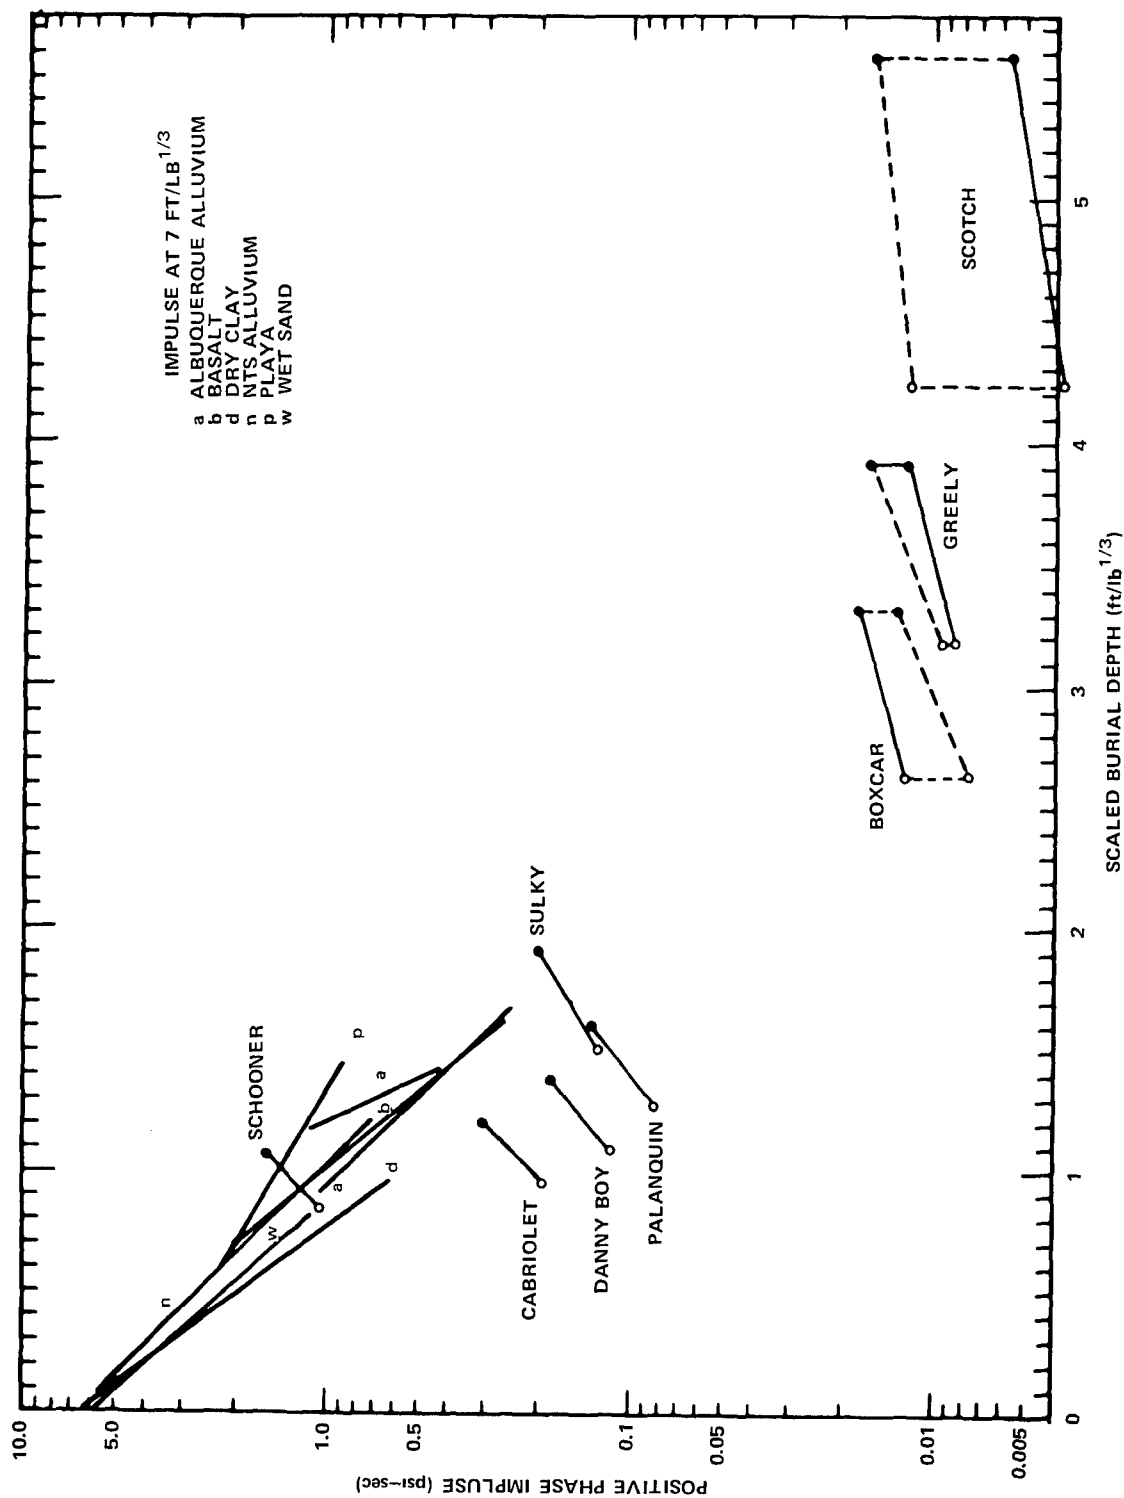 IMPULSE AT 7 FT/LB1/3
a ALBUQUERQUE ALLUVIUM
b BASALT
d DRY CLAY
n NTS ALLUVIUM
p PLAYA
w WET SAND
POSITIVE PHASE IMPLUSE (psi-sec)
10.0
5.0
1.0
0.5
0.1
0.05
0.01
0.005
n
w
a
d
b
a
p
SCHOONER
CABRIOLET
DANNY BOY
PALANQUIN
SULKY
BOXCAR
GREELY
SCOTCH
0
1
2
3
4
5
SCALED BURIAL DEPTH (ft/lb1/3)